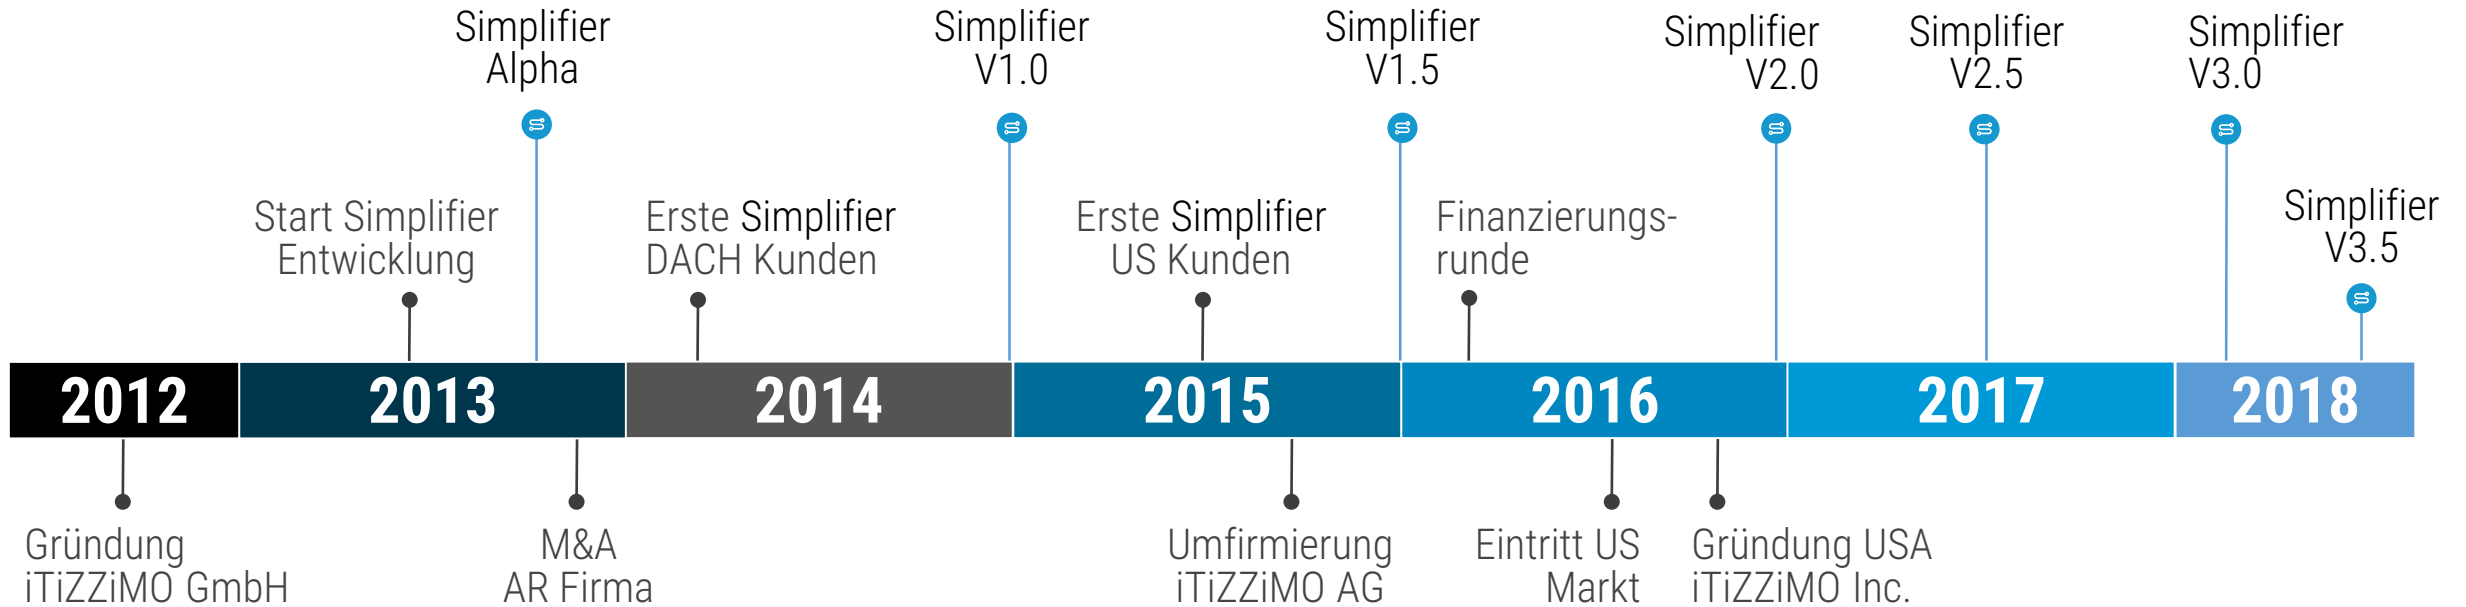 Simplifier
Alpha
Simplifier
V1.0
Simplifier
V1.5
Simplifier
V2.0
Simplifier
V2.5
Simplifier
V3.0
Start Simplifier
Entwicklung
Erste Simplifier
DACH Kunden
Erste Simplifier
US Kunden
Finanzierungs-
runde
Simplifier
V3.5
2012
2013
2014
2015
2016
2017
2018
Gründung
iTiZZiMO GmbH
M&A
AR Firma
Umfirmierung
iTiZZiMO AG
Eintritt US
Markt
Gründung USA
iTiZZiMO Inc.